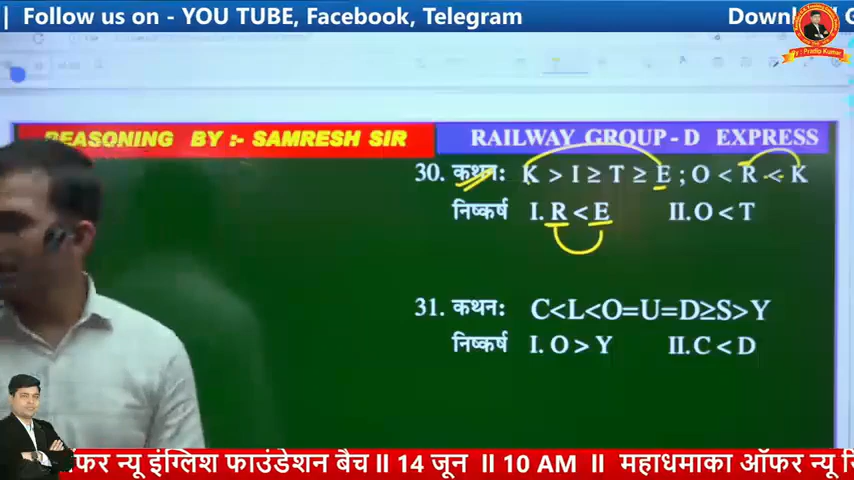 | Follow us on - YOU TUBE, Facebook, Telegram
REASONING BY :- SAMRESH SIR
RAILWAY GROUP - D EXPRESS
30. कथनः K > I ≥ T ≥ E ; O < R < K
निष्कर्ष I. R < E II. O < T
31. कथनः C<L<O=U=D≥S>Y
निष्कर्ष I. O > Y II. C < D
ऑफर न्यू इंग्लिश फाउंडेशन बैच II 14 जून II 10 AM II महाधमाका ऑफर न्यू